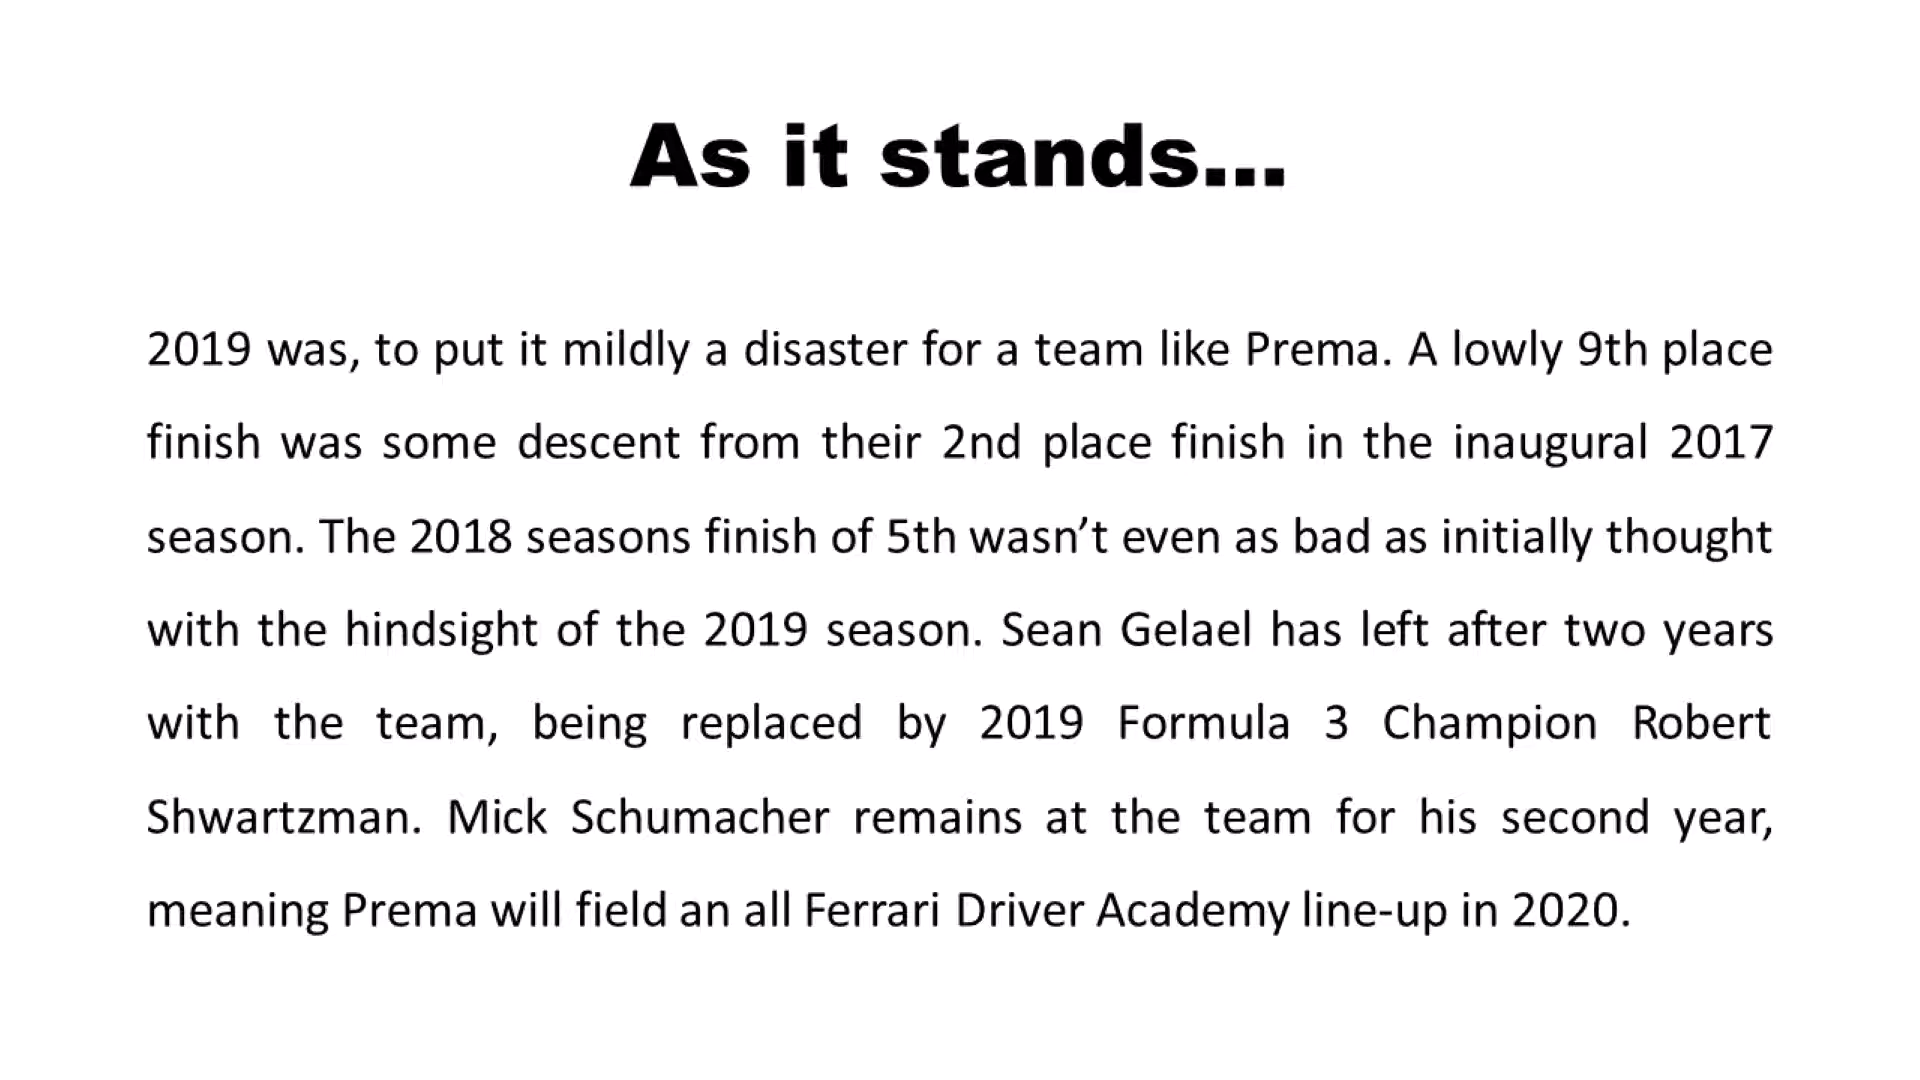 As it stands...
2019 was, to put it mildly a disaster for a team like Prema. A lowly 9th place
finish was some descent from their 2nd place finish in the inaugural 2017
season. The 2018 seasons finish of 5th wasn’t even as bad as initially thought
with the hindsight of the 2019 season. Sean Gelael has left after two years
with the team, being replaced by 2019 Formula 3 Champion Robert
Shwartzman. Mick Schumacher remains at the team for his second year,
meaning Prema will field an all Ferrari Driver Academy line-up in 2020.